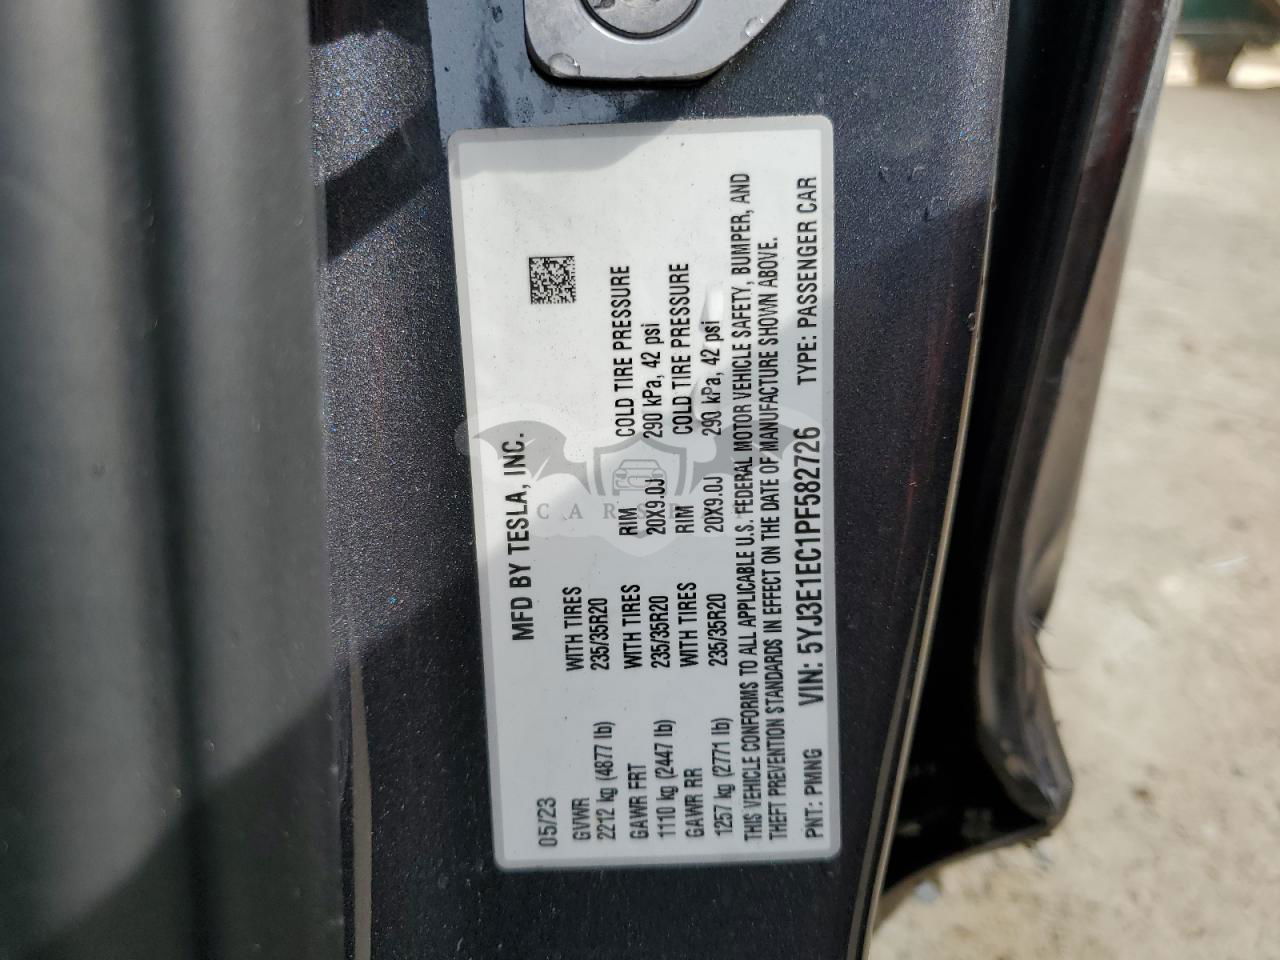 MFD BY TESLA, INC.
05/23
GVWR WITH TIRES RIM COLD TIRE PRESSURE
2212 kg (4877 lb) 235/35R20 20X9.0J 290 kPa, 42 psi
GAWR FRT WITH TIRES RIM COLD TIRE PRESSURE
1110 kg (2447 lb) 235/35R20 20X9.0J 290 kPa, 42 psi
GAWR RR WITH TIRES
1257 kg (2771 lb) 235/35R20
THIS VEHICLE CONFORMS TO ALL APPLICABLE U.S. FEDERAL MOTOR VEHICLE SAFETY, BUMPER, AND
THEFT PREVENTION STANDARDS IN EFFECT ON THE DATE OF MANUFACTURE SHOWN ABOVE.
PNT: PMNG VIN: 5YJ3E1EC1PF582726 TYPE: PASSENGER CAR